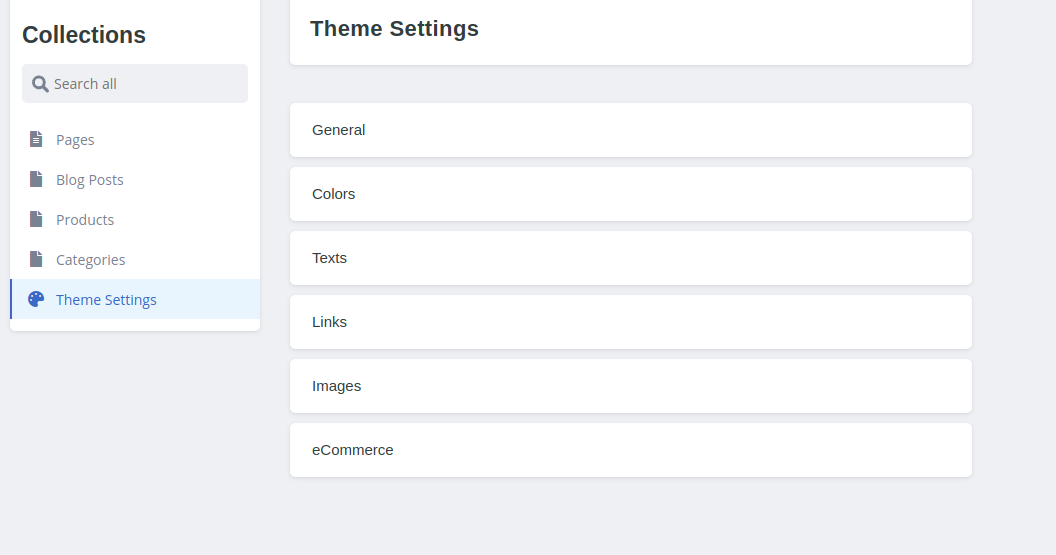 Collections
Search all
Pages
Blog Posts
Products
Categories
Theme Settings
Theme Settings
General
Colors
Texts
Links
Images
eCommerce